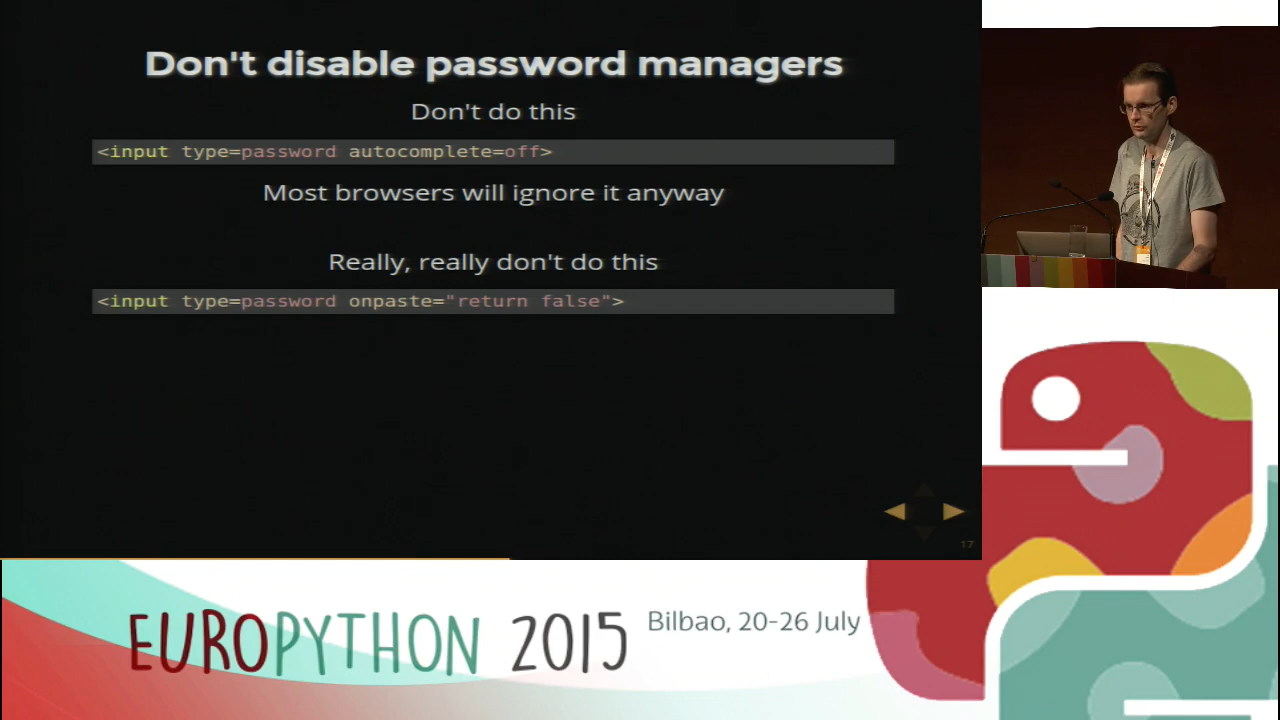 Don't disable password managers
Don't do this
<input type=password autocomplete=off>
Most browsers will ignore it anyway
Really, really don't do this
<input type=password onpaste="return false">
17
EUROPYTHON 2015
Bilbao, 20-26 July